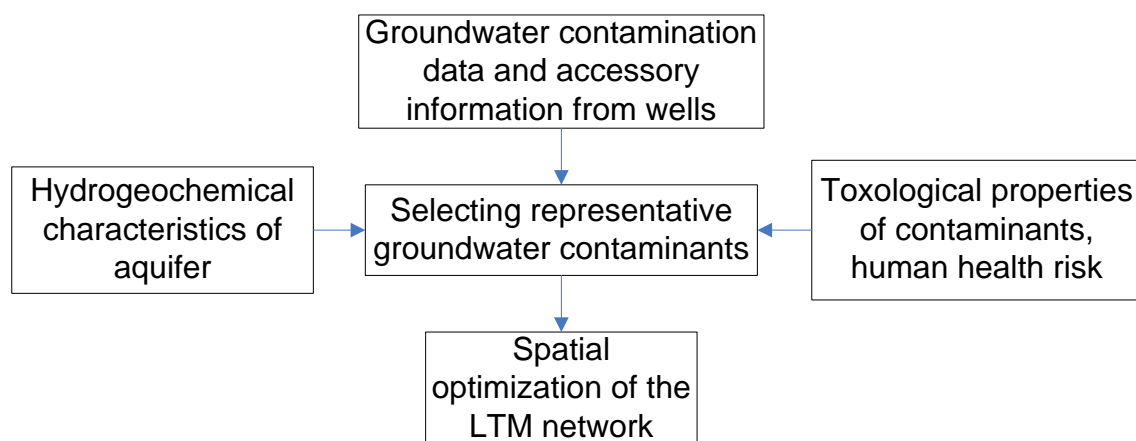 Groundwater contamination
data and accessory
information from wells
Hydrogeochemical
characteristics of
aquifer
Selecting representative
groundwater contaminants
Toxological properties
of contaminants,
human health risk
Spatial
optimization of the
LTM network